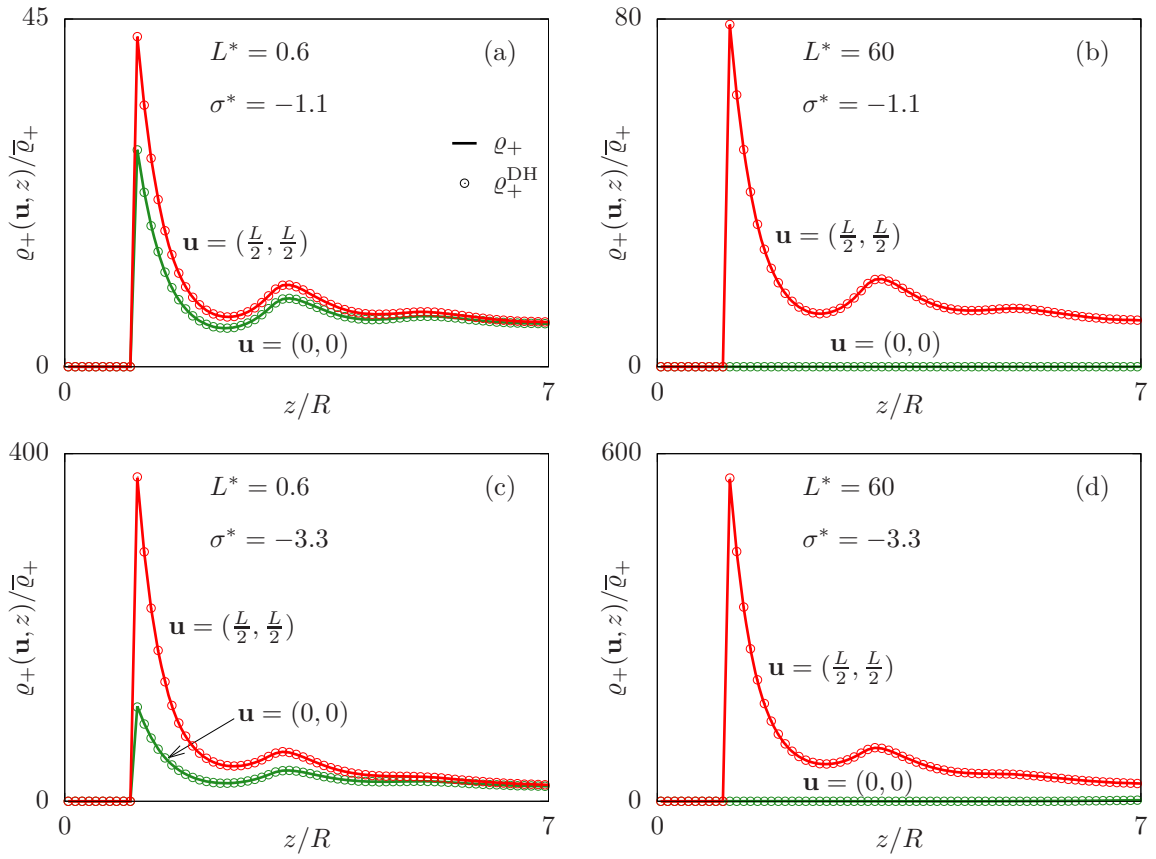 45
(a)
L* = 0.6
σ* = −1.1
ϱ₊
ϱ₊ᴰᴴ
u = (L/2, L/2)
u = (0, 0)
0
0
7
z/R
ϱ₊(u, z)/ϱ̅₊
80
(b)
L* = 60
σ* = −1.1
u = (L/2, L/2)
u = (0, 0)
0
0
7
z/R
ϱ₊(u, z)/ϱ̅₊
400
(c)
L* = 0.6
σ* = −3.3
u = (L/2, L/2)
u = (0, 0)
0
0
7
z/R
ϱ₊(u, z)/ϱ̅₊
600
(d)
L* = 60
σ* = −3.3
u = (L/2, L/2)
u = (0, 0)
0
0
7
z/R
ϱ₊(u, z)/ϱ̅₊